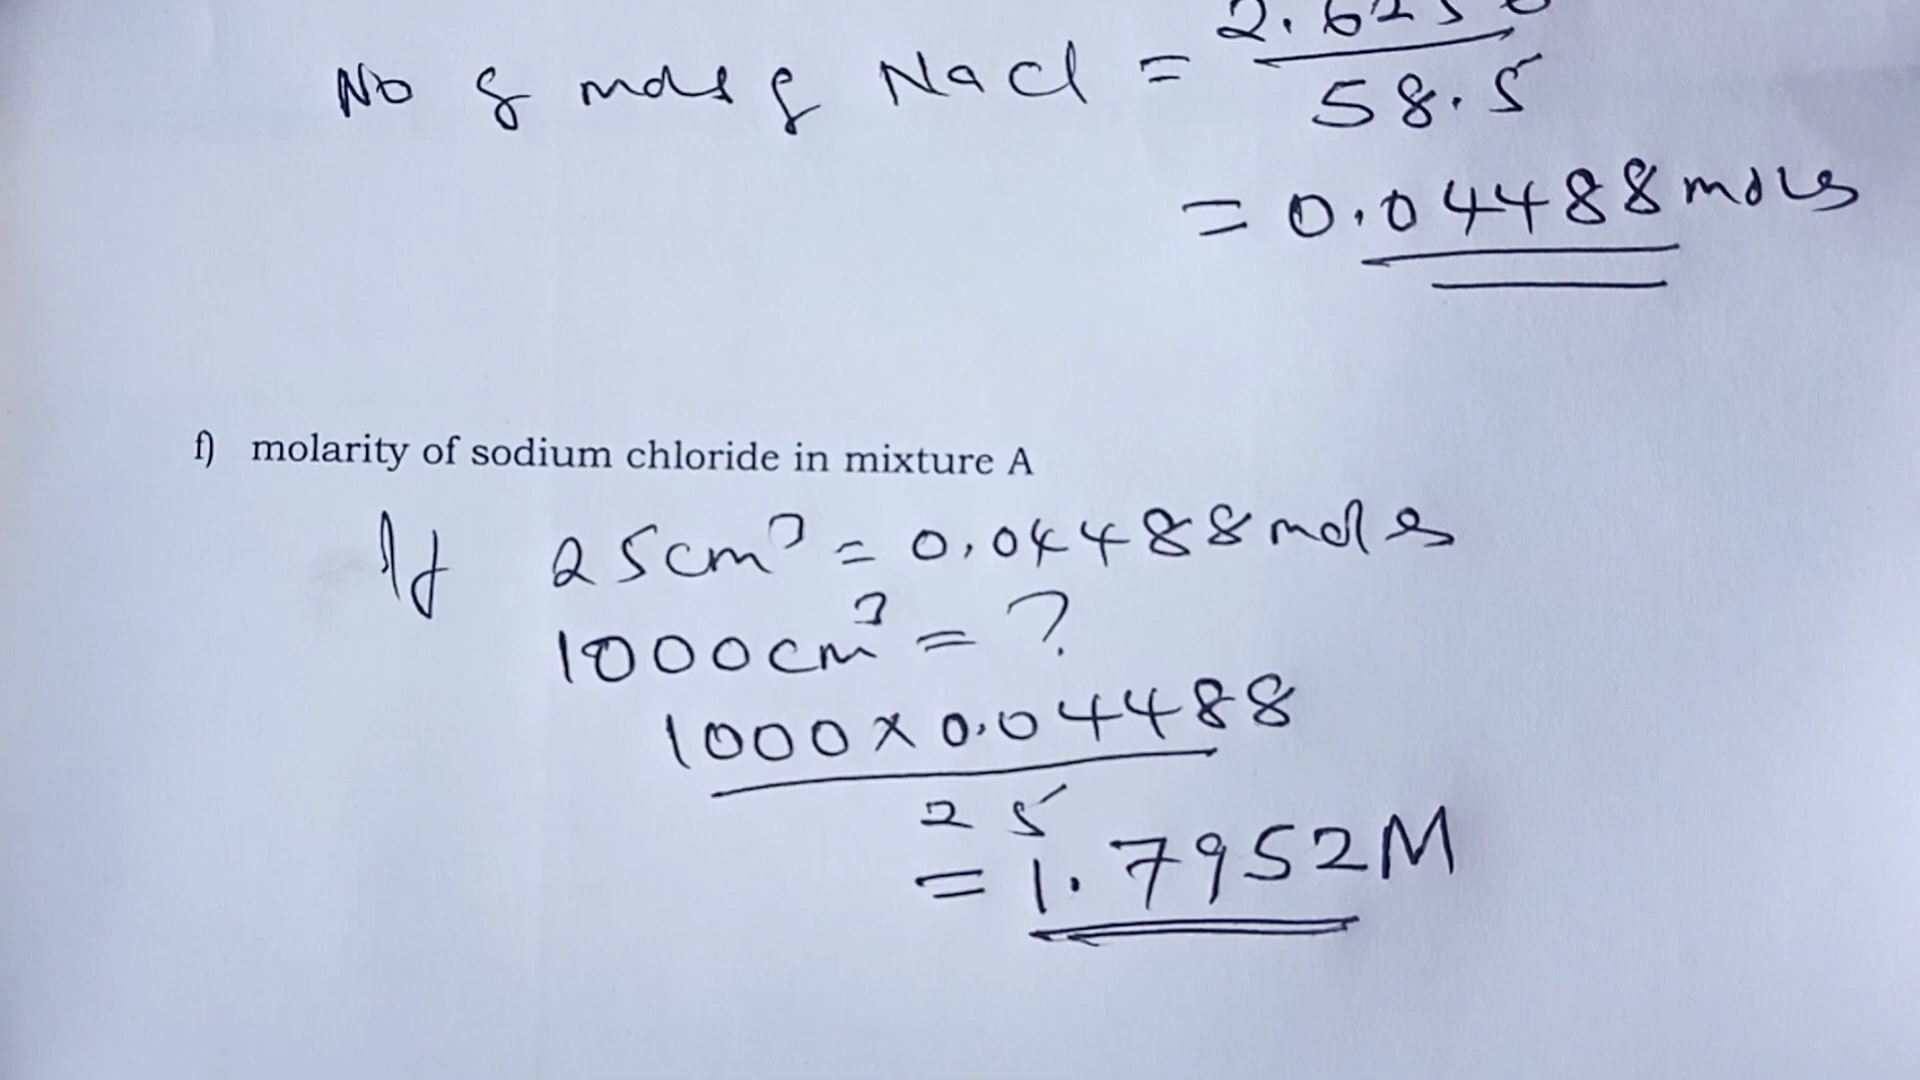 No of moles of NaCl =
58.5
= 0.04488 moles
f) molarity of sodium chloride in mixture A
If 25cm³ = 0.04488 moles
1000cm³ = ?
1000 x 0.04488
25
= 1.7952M